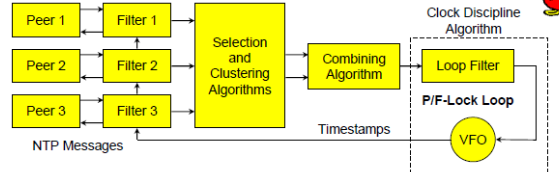 Clock Discipline
Algorithm
Peer 1
Filter 1
Peer 2
Filter 2
Peer 3
Filter 3
Selection
and
Clustering
Algorithms
Combining
Algorithm
Loop Filter
P/F-Lock Loop
Timestamps
VFO
NTP Messages